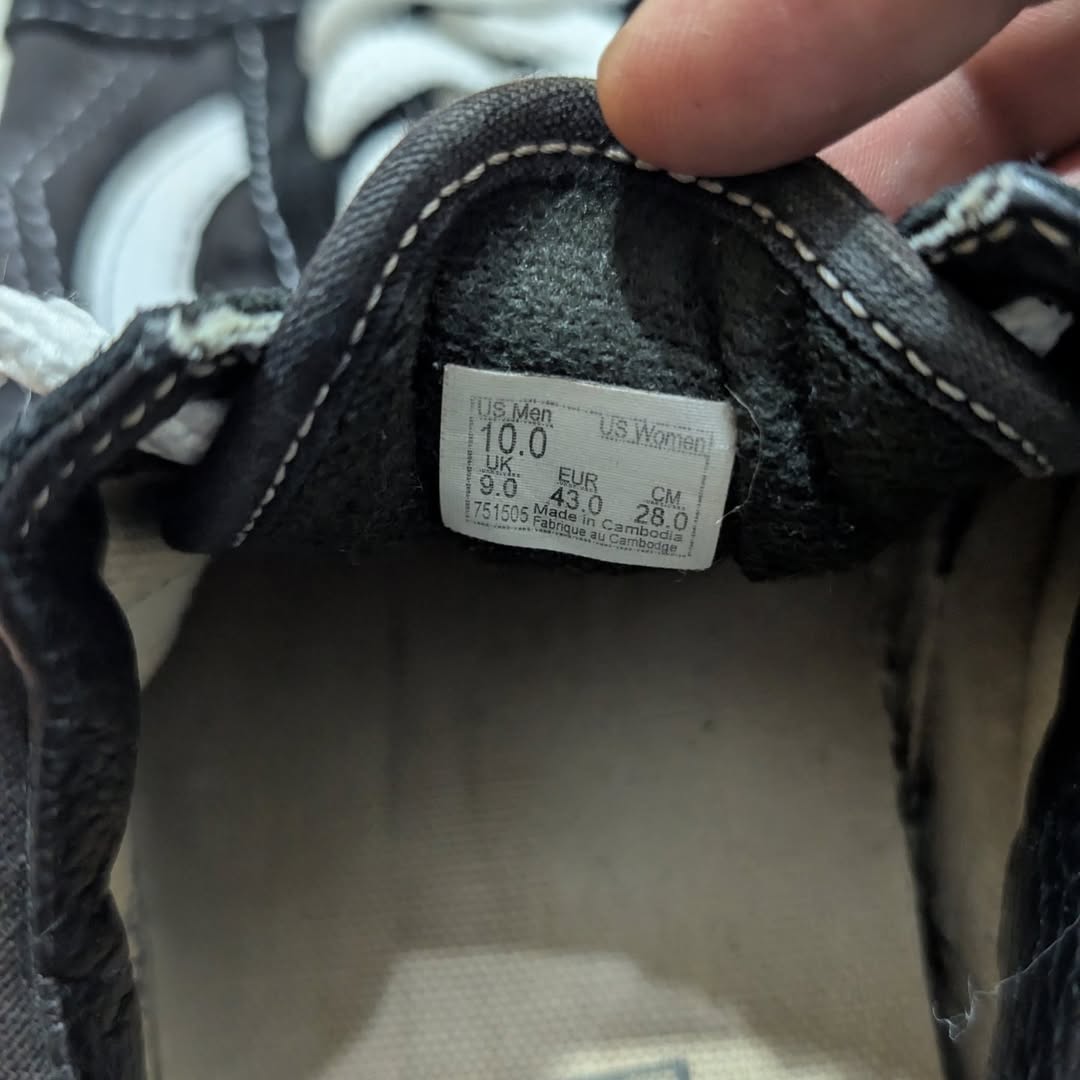 US Men
US Women
10.0
UK
EUR
CM
9.0
43.0
28.0
751505
Made in Cambodia
Fabrique au Cambodge